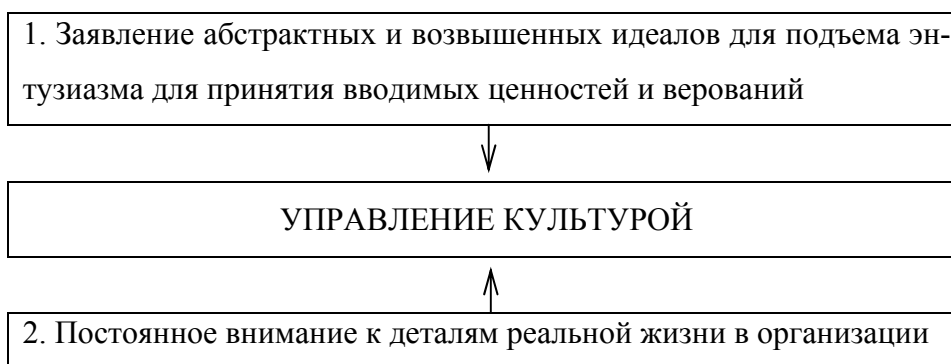 1. Заявление абстрактных и возвышенных идеалов для подъема эн-
тузиазма для принятия вводимых ценностей и верований
УПРАВЛЕНИЕ КУЛЬТУРОЙ
2. Постоянное внимание к деталям реальной жизни в организации